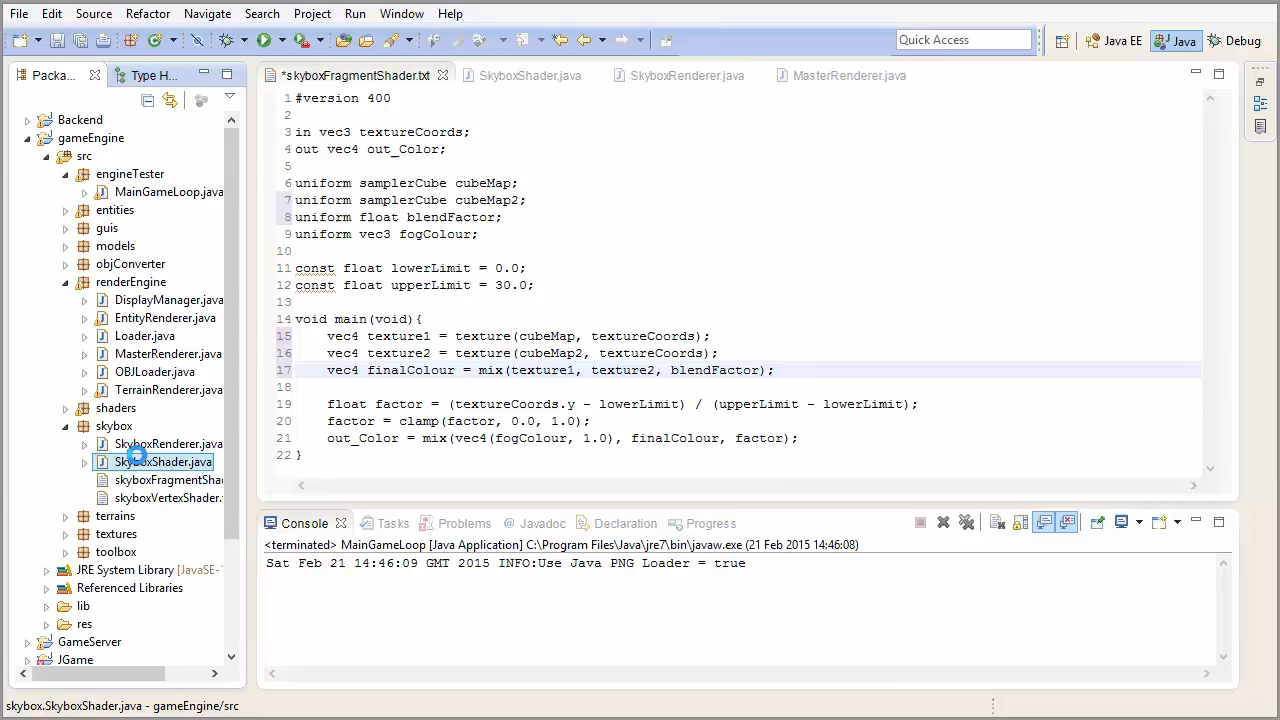 File Edit Source Refactor Navigate Search Project Run Window Help
Quick Access
Java EE
Java
Debug
Packa...
Type H...
Backend
gameEngine
src
engineTester
MainGameLoop.java
entities
guis
models
objConverter
renderEngine
DisplayManager.java
EntityRenderer.java
Loader.java
MasterRenderer.java
OBJLoader.java
TerrainRenderer.java
shaders
skybox
SkyboxRenderer.java
SkyboxShader.java
skyboxFragmentSha
skyboxVertexShader.
terrains
textures
toolbox
JRE System Library [JavaSE-
Referenced Libraries
lib
res
GameServer
JGame
*skyboxFragmentShader.txt
SkyboxShader.java
SkyboxRenderer.java
MasterRenderer.java
1 #version 400
2
3 in vec3 textureCoords;
4 out vec4 out_Color;
5
6 uniform samplerCube cubeMap;
7 uniform samplerCube cubeMap2;
8 uniform float blendFactor;
9 uniform vec3 fogColour;
10
11 const float lowerLimit = 0.0;
12 const float upperLimit = 30.0;
13
14 void main(void){
15 vec4 texture1 = texture(cubeMap, textureCoords);
16 vec4 texture2 = texture(cubeMap2, textureCoords);
17 vec4 finalColour = mix(texture1, texture2, blendFactor);
18
19 float factor = (textureCoords.y - lowerLimit) / (upperLimit - lowerLimit);
20 factor = clamp(factor, 0.0, 1.0);
21 out_Color = mix(vec4(fogColour, 1.0), finalColour, factor);
22 }
Console
Tasks
Problems
@ Javadoc
Declaration
Progress
<terminated> MainGameLoop [Java Application] C:\Program Files\Java\jre7\bin\javaw.exe (21 Feb 2015 14:46:08)
Sat Feb 21 14:46:09 GMT 2015 INFO:Use Java PNG Loader = true
skybox.SkyboxShader.java - gameEngine/src